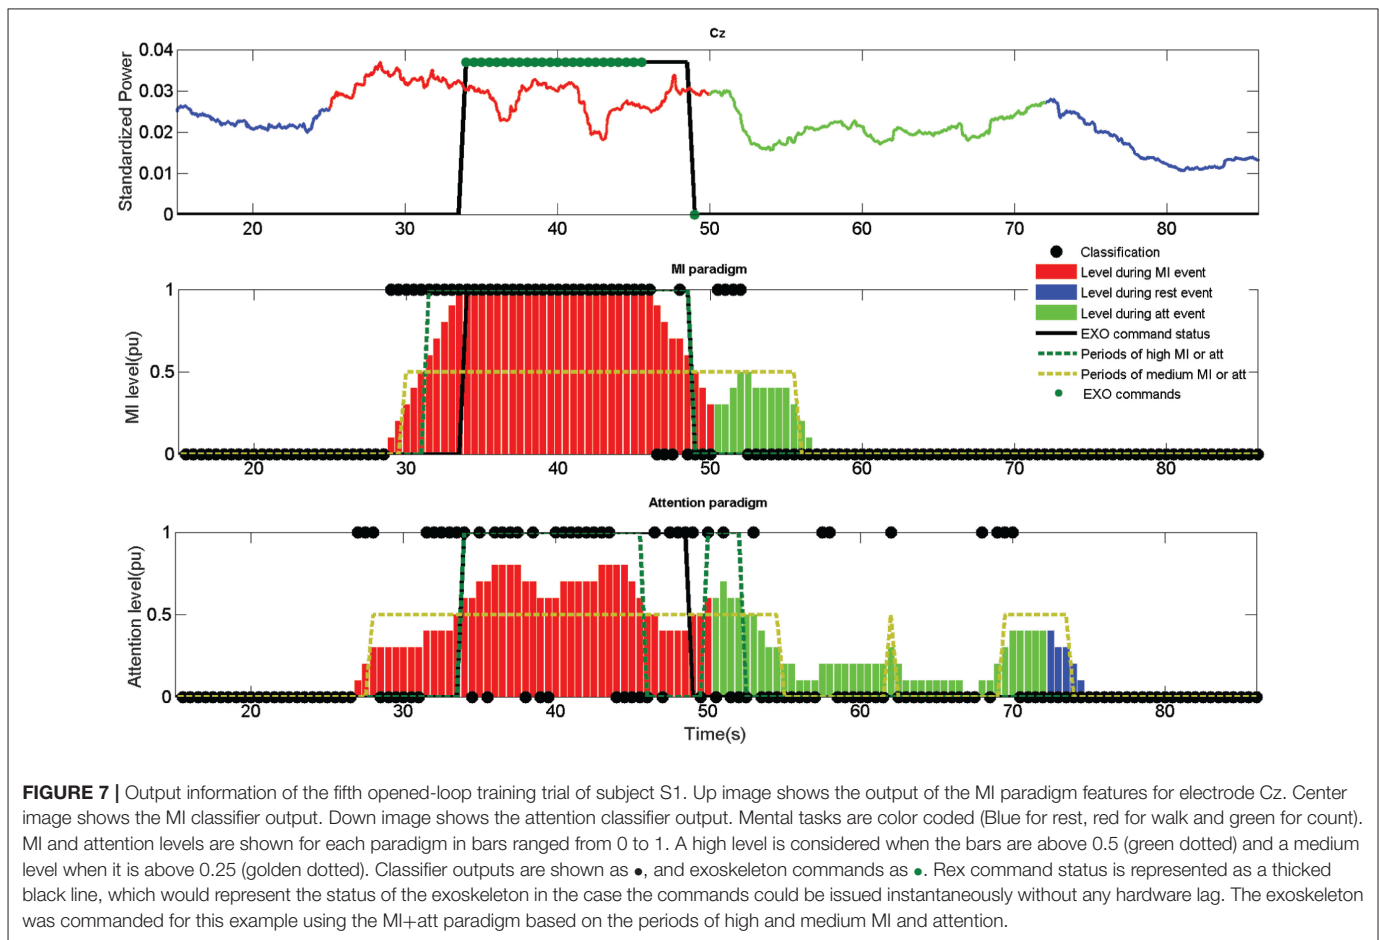 Cz
Standardized Power
0.04
0.03
0.02
0.01
0
20 30 40 50 60 70 80
MI paradigm
MI level(pu)
1
0.5
0
20 30 40 50 60 70 80
Classification
Level during MI event
Level during rest event
Level during att event
EXO command status
Periods of high MI or att
Periods of medium MI or att
EXO commands
Attention paradigm
Attention level(pu)
1
0.5
0
20 30 40 50 60 70 80
Time(s)
FIGURE 7 | Output information of the fifth opened-loop training trial of subject S1. Up image shows the output of the MI paradigm features for electrode Cz. Center
image shows the MI classifier output. Down image shows the attention classifier output. Mental tasks are color coded (Blue for rest, red for walk and green for count).
MI and attention levels are shown for each paradigm in bars ranged from 0 to 1. A high level is considered when the bars are above 0.5 (green dotted) and a medium
level when it is above 0.25 (golden dotted). Classifier outputs are shown as ●, and exoskeleton commands as ●. Rex command status is represented as a thicked
black line, which would represent the status of the exoskeleton in the case the commands could be issued instantaneously without any hardware lag. The exoskeleton
was commanded for this example using the MI+att paradigm based on the periods of high and medium MI and attention.